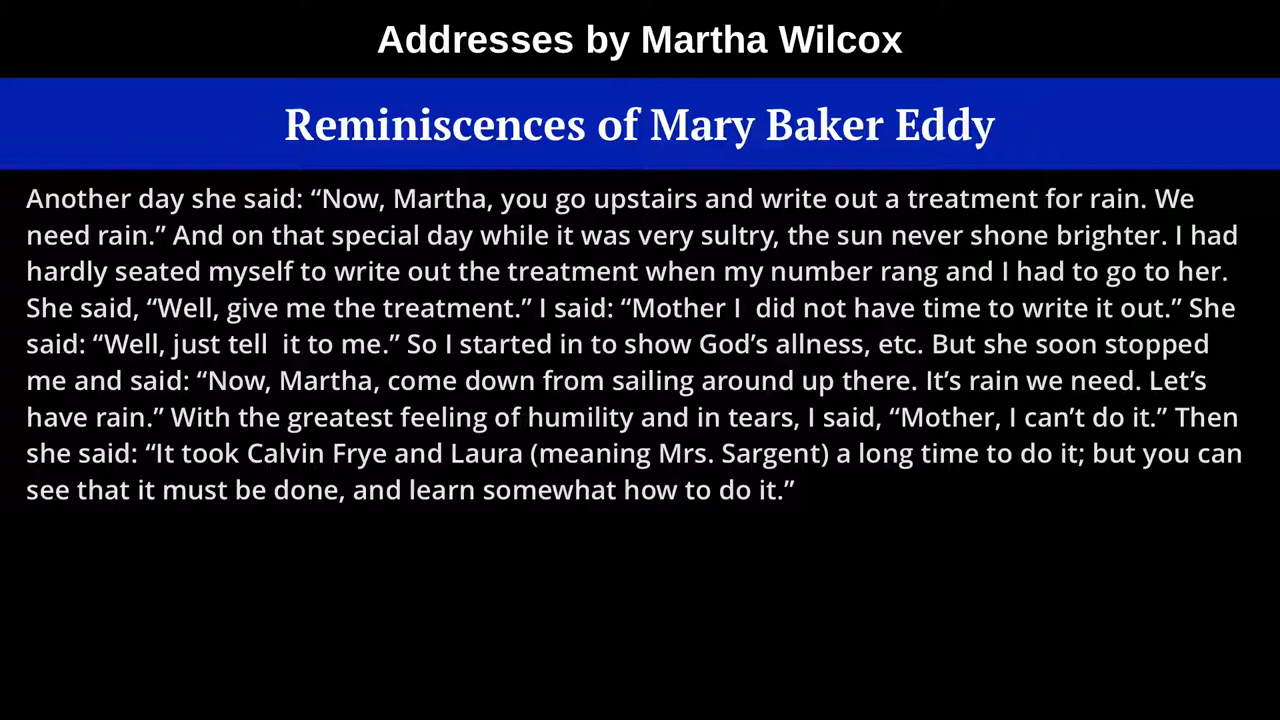 Addresses by Martha Wilcox
Reminiscences of Mary Baker Eddy
Another day she said: “Now, Martha, you go upstairs and write out a treatment for rain. We
need rain.” And on that special day while it was very sultry, the sun never shone brighter. I had
hardly seated myself to write out the treatment when my number rang and I had to go to her.
She said, “Well, give me the treatment.” I said: “Mother I  did not have time to write it out.” She
said: “Well, just tell  it to me.” So I started in to show God’s allness, etc. But she soon stopped
me and said: “Now, Martha, come down from sailing around up there. It’s rain we need. Let’s
have rain.” With the greatest feeling of humility and in tears, I said, “Mother, I can’t do it.” Then
she said: “It took Calvin Frye and Laura (meaning Mrs. Sargent) a long time to do it; but you can
see that it must be done, and learn somewhat how to do it.”